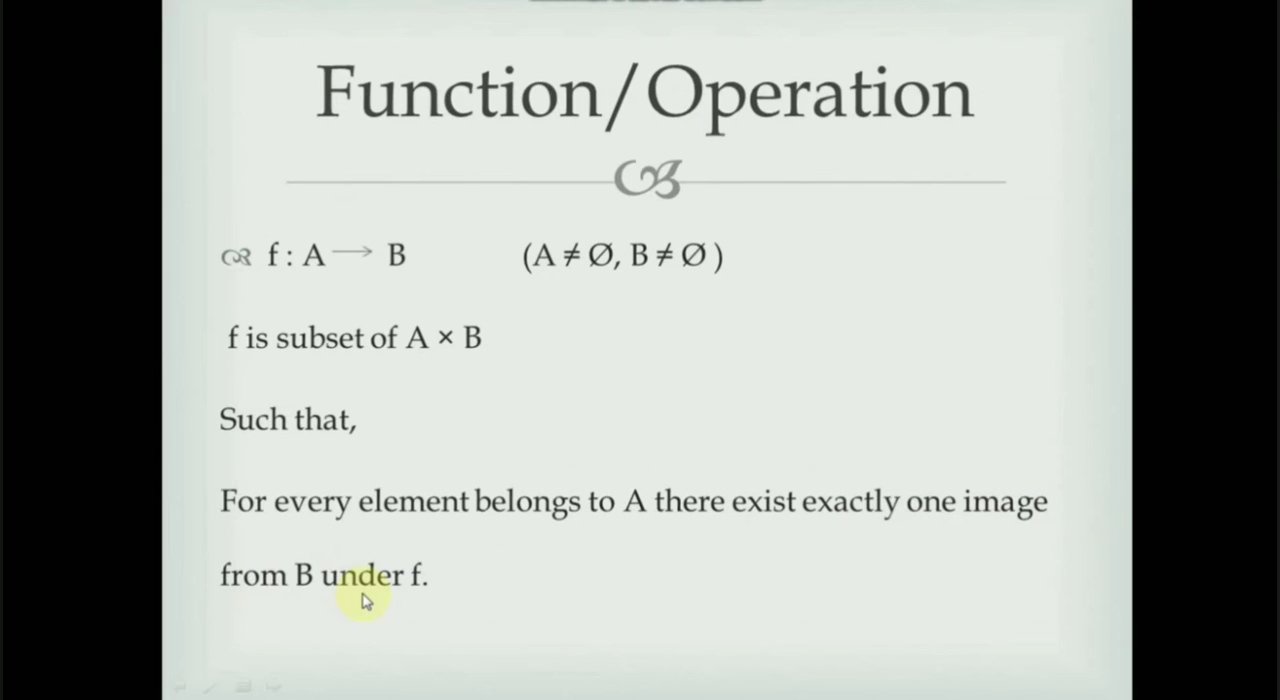 Function/Operation
f : A ⟶ B (A ≠ Ø, B ≠ Ø )
f is subset of A × B
Such that,
For every element belongs to A there exist exactly one image
from B under f.